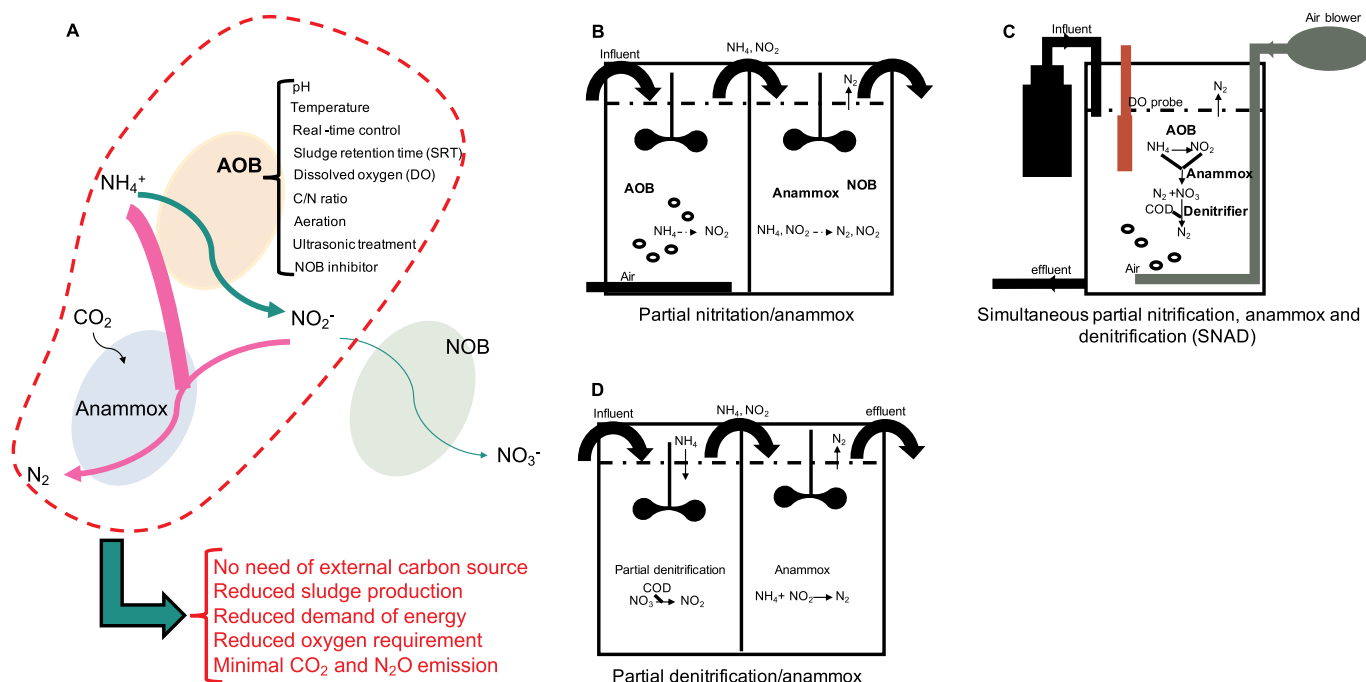 A
pH
Temperature
Real-time control
Sludge retention time (SRT)
Dissolved oxygen (DO)
C/N ratio
Aeration
Ultrasonic treatment
NOB inhibitor
AOB
NH₄⁺
NO₂⁻
CO₂
NOB
Anammox
NO₃⁻
N₂
No need of external carbon source
Reduced sludge production
Reduced demand of energy
Reduced oxygen requirement
Minimal CO₂ and N₂O emission
B
Influent
NH₄, NO₂
N₂
AOB
Anammox
NOB
NH₄ NO₂
NH₄, NO₂ N₂, NO₂
Air
Partial nitritation/anammox
C
Influent
Air blower
DO probe
N₂
AOB
NH₄ NO₂
Anammox
N₂ +NO₃
COD
Denitrifier
N₂
Air
effluent
Simultaneous partial nitrification, anammox and
denitrification (SNAD)
D
Influent
NH₄, NO₂
effluent
NH₄
N₂
Partial denitrification
COD
NO₃ NO₂
Anammox
NH₄+ NO₂ N₂
Partial denitrification/anammox